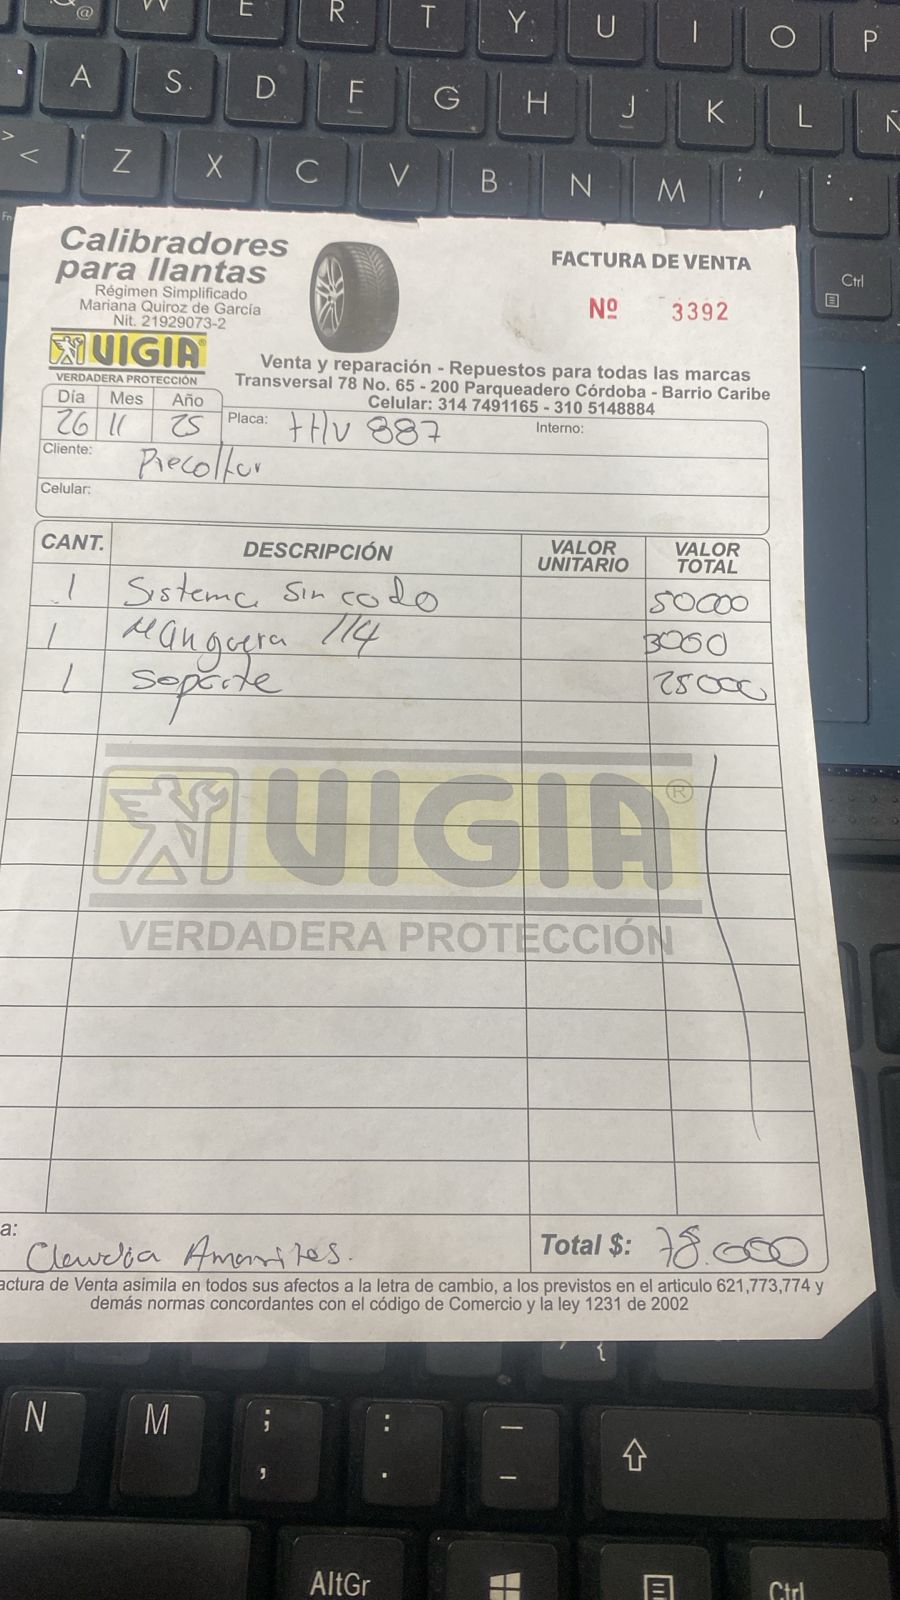 @ W E R T Y U I O P
A S D F G H J K L Ñ
> < Z X C V B N M ; , : .
Fn
Ctrl
Calibradores
para llantas
Régimen Simplificado
Mariana Quiroz de García
Nit. 21929073-2
VIGIA®
VERDADERA PROTECCIÓN
FACTURA DE VENTA
Nº 3392
Venta y reparación - Repuestos para todas las marcas
Transversal 78 No. 65 - 200 Parqueadero Córdoba - Barrio Caribe
Celular: 314 7491165 - 310 5148884
Día Mes Año
26 11 25
Placa: HV 887 Interno:
Cliente:
Celular:
CANT. DESCRIPCIÓN VALOR UNITARIO VALOR TOTAL
1 Sistema Sin codo 50000
1 Manguera 114 3000
1 Soporte 25000
VIGIA®
VERDADERA PROTECCIÓN
a:
Claudia
Total $: 78.000
actura de Venta asimila en todos sus afectos a la letra de cambio, a los previstos en el articulo 621,773,774 y
demás normas concordantes con el código de Comercio y la ley 1231 de 2002
{
N M ; , : . _ –
AltGr Ctrl